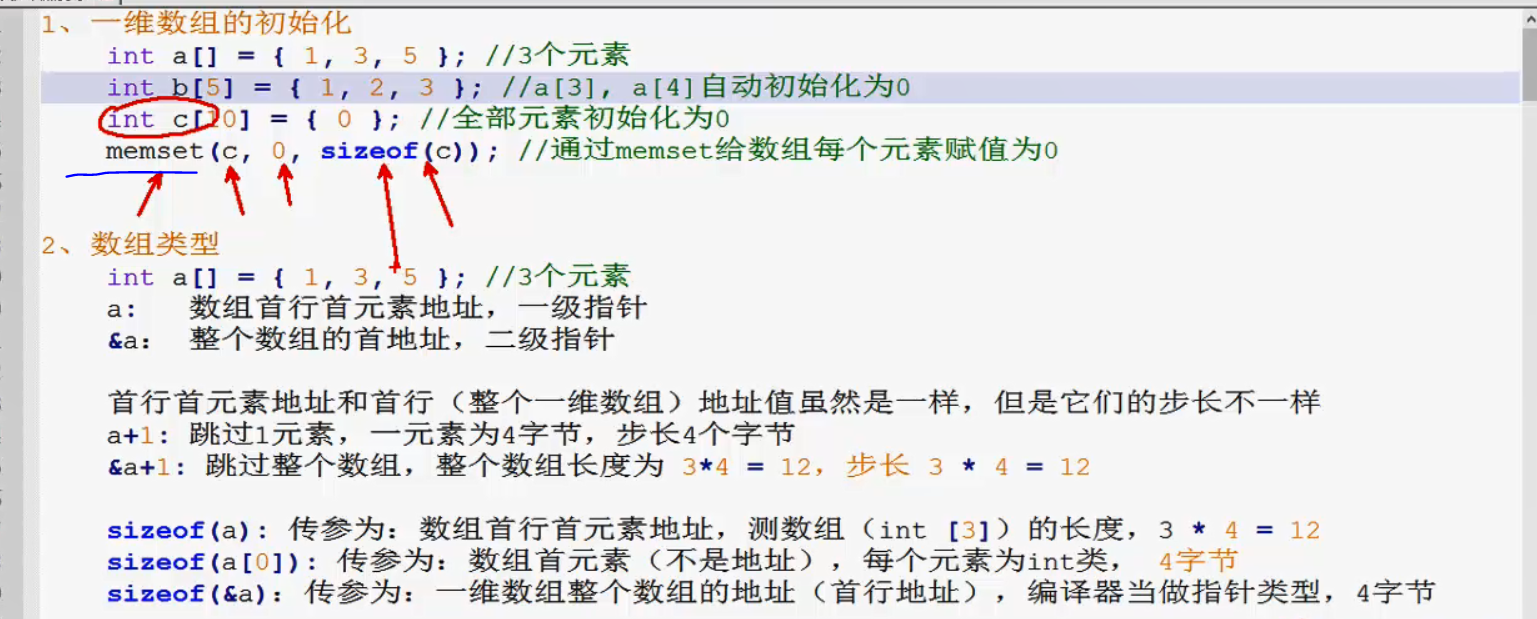 1、一维数组的初始化
int a[] = { 1, 3, 5 }; //3个元素
int b[5] = { 1, 2, 3 }; //a[3], a[4]自动初始化为0
int c[10] = { 0 }; //全部元素初始化为0
memset(c, 0, sizeof(c)); //通过memset给数组每个元素赋值为0
2、数组类型
int a[] = { 1, 3, 5 }; //3个元素
a: 数组首行首元素地址，一级指针
&a: 整个数组的首地址，二级指针
首行首元素地址和首行（整个一维数组）地址值虽然是一样，但是它们的步长不一样
a+1: 跳过1元素，一元素为4字节，步长4个字节
&a+1: 跳过整个数组，整个数组长度为 3*4 = 12，步长 3 * 4 = 12
sizeof(a): 传参为：数组首行首元素地址，测数组（int [3]）的长度，3 * 4 = 12
sizeof(a[0]): 传参为：数组首元素（不是地址），每个元素为int类， 4字节
sizeof(&a): 传参为：一维数组整个数组的地址（首行地址），编译器当做指针类型，4字节